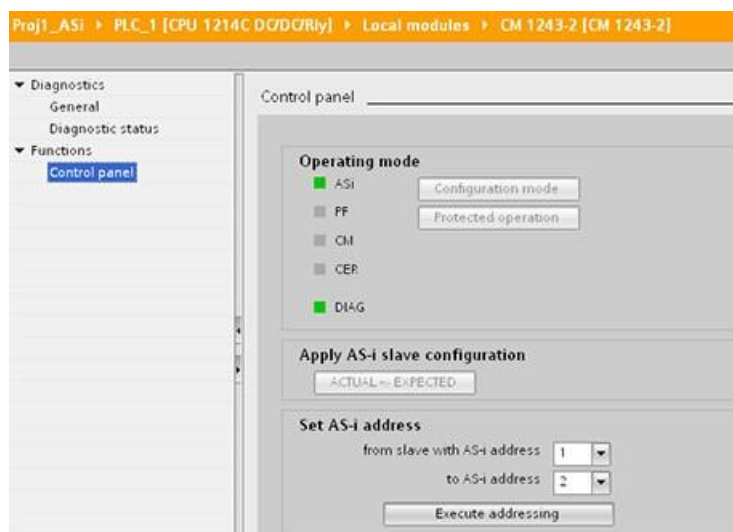 Proj1_ASi ▸ PLC_1 [CPU 1214C DC/DC/Rly] ▸ Local modules ▸ CM 1243-2 [CM 1243-2]
Diagnostics
General
Diagnostic status
Functions
Control panel
Control panel
Operating mode
ASi
Configuration mode
PF
Protected operation
CM
CER
DIAG
Apply AS-i slave configuration
ACTUAL -> EXPECTED
Set AS-i address
from slave with AS-i address 1
to AS-i address 2
Execute addressing